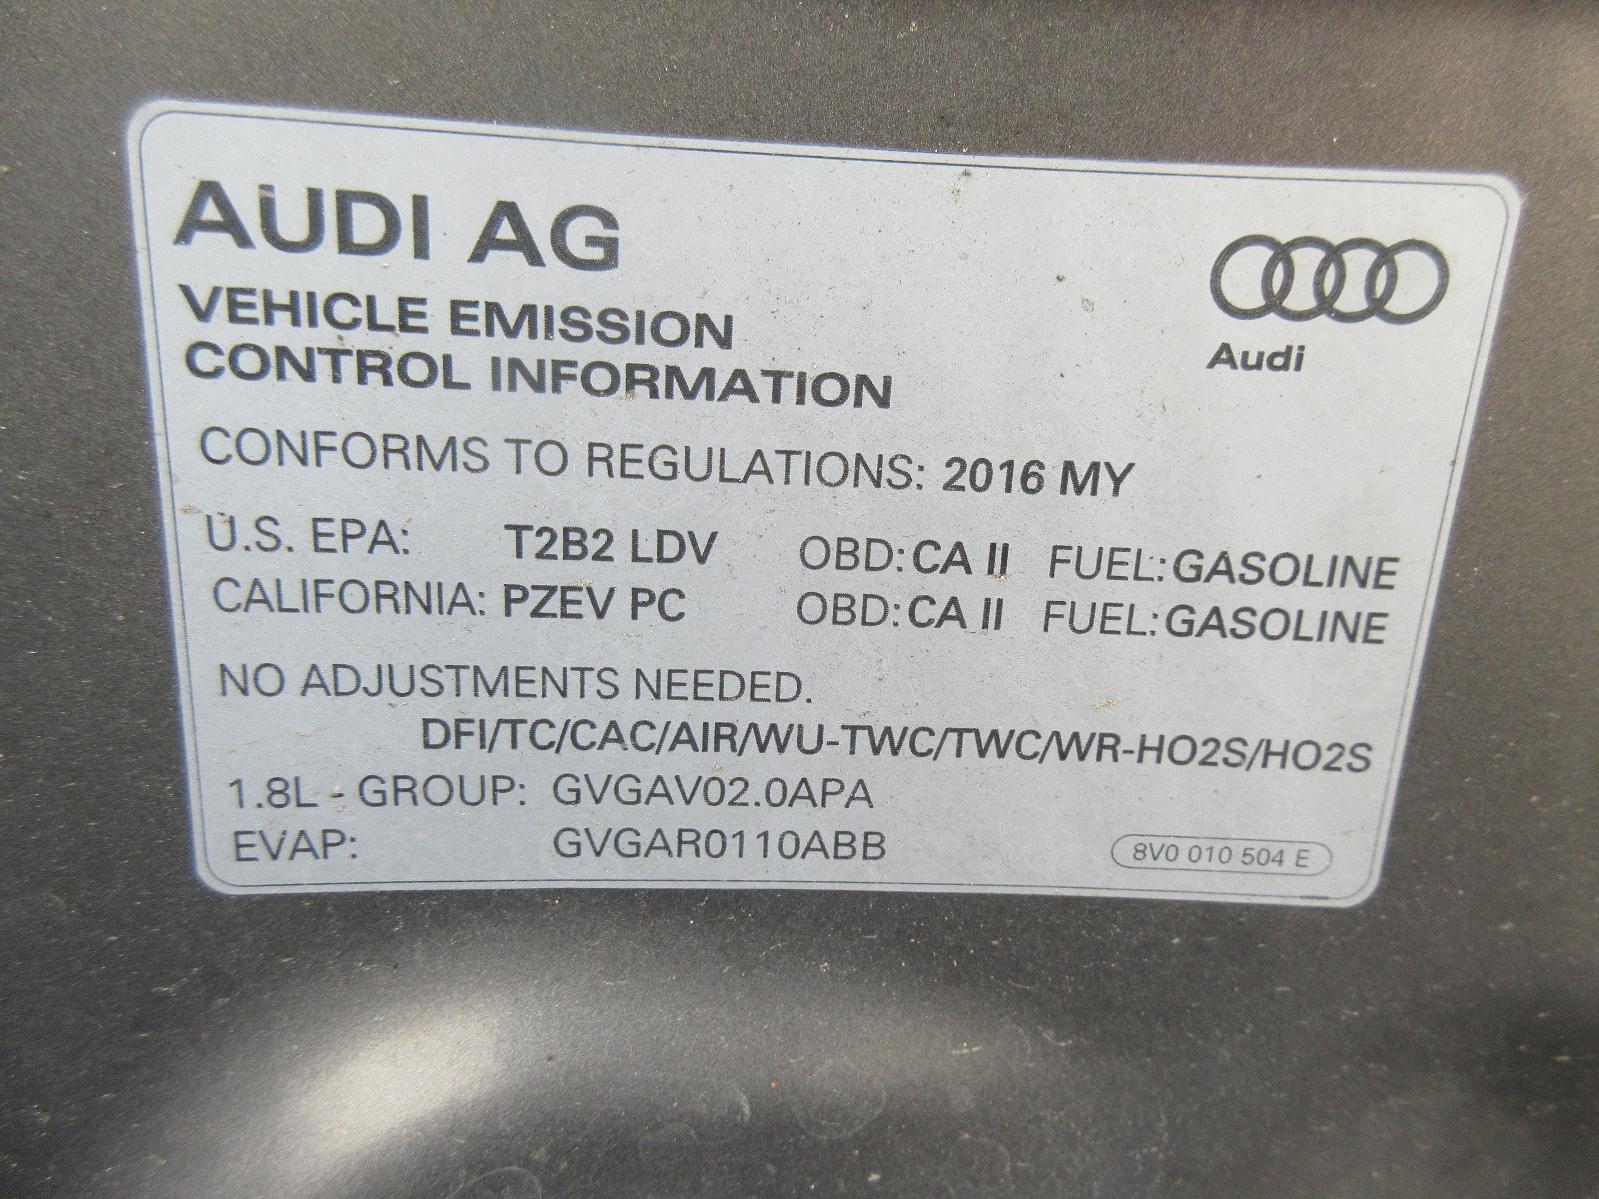 AUDI AG
Audi
VEHICLE EMISSION
CONTROL INFORMATION
CONFORMS TO REGULATIONS: 2016 MY
U.S. EPA: T2B2 LDV OBD: CA II FUEL: GASOLINE
CALIFORNIA: PZEV PC OBD: CA II FUEL: GASOLINE
NO ADJUSTMENTS NEEDED.
DFI/TC/CAC/AIR/WU-TWC/TWC/WR-HO2S/HO2S
1.8L - GROUP: GVGAV02.0APA
EVAP: GVGAR0110ABB
8V0 010 504 E